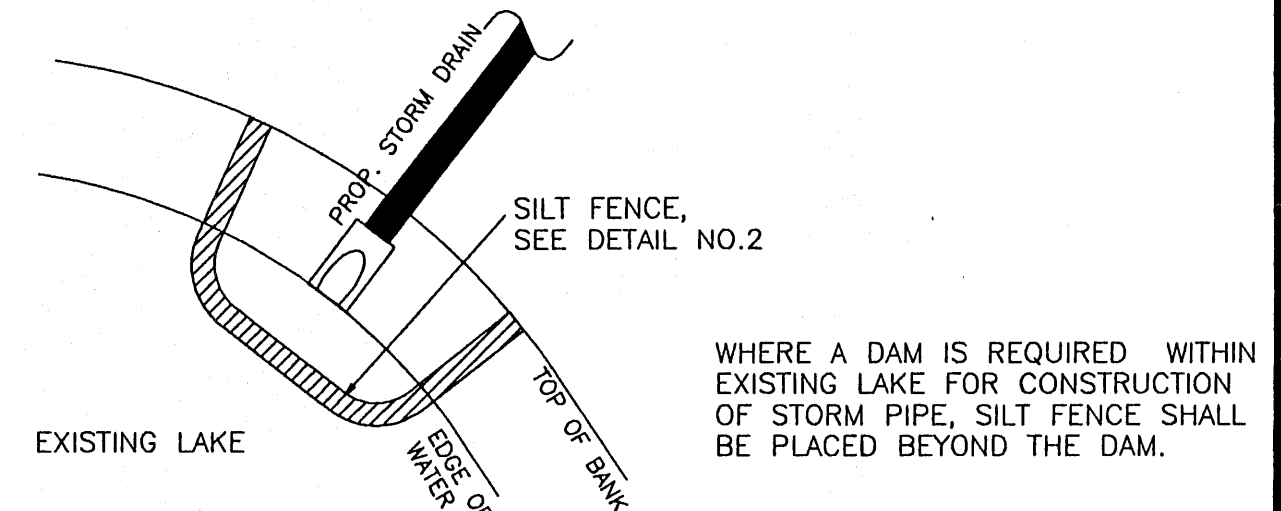 PROP. STORM DRAIN
SILT FENCE,
SEE DETAIL NO.2
WHERE A DAM IS REQUIRED WITHIN
EXISTING LAKE FOR CONSTRUCTION
OF STORM PIPE, SILT FENCE SHALL
BE PLACED BEYOND THE DAM.
TOP OF BANK
EXISTING LAKE
EDGE OF
WATER